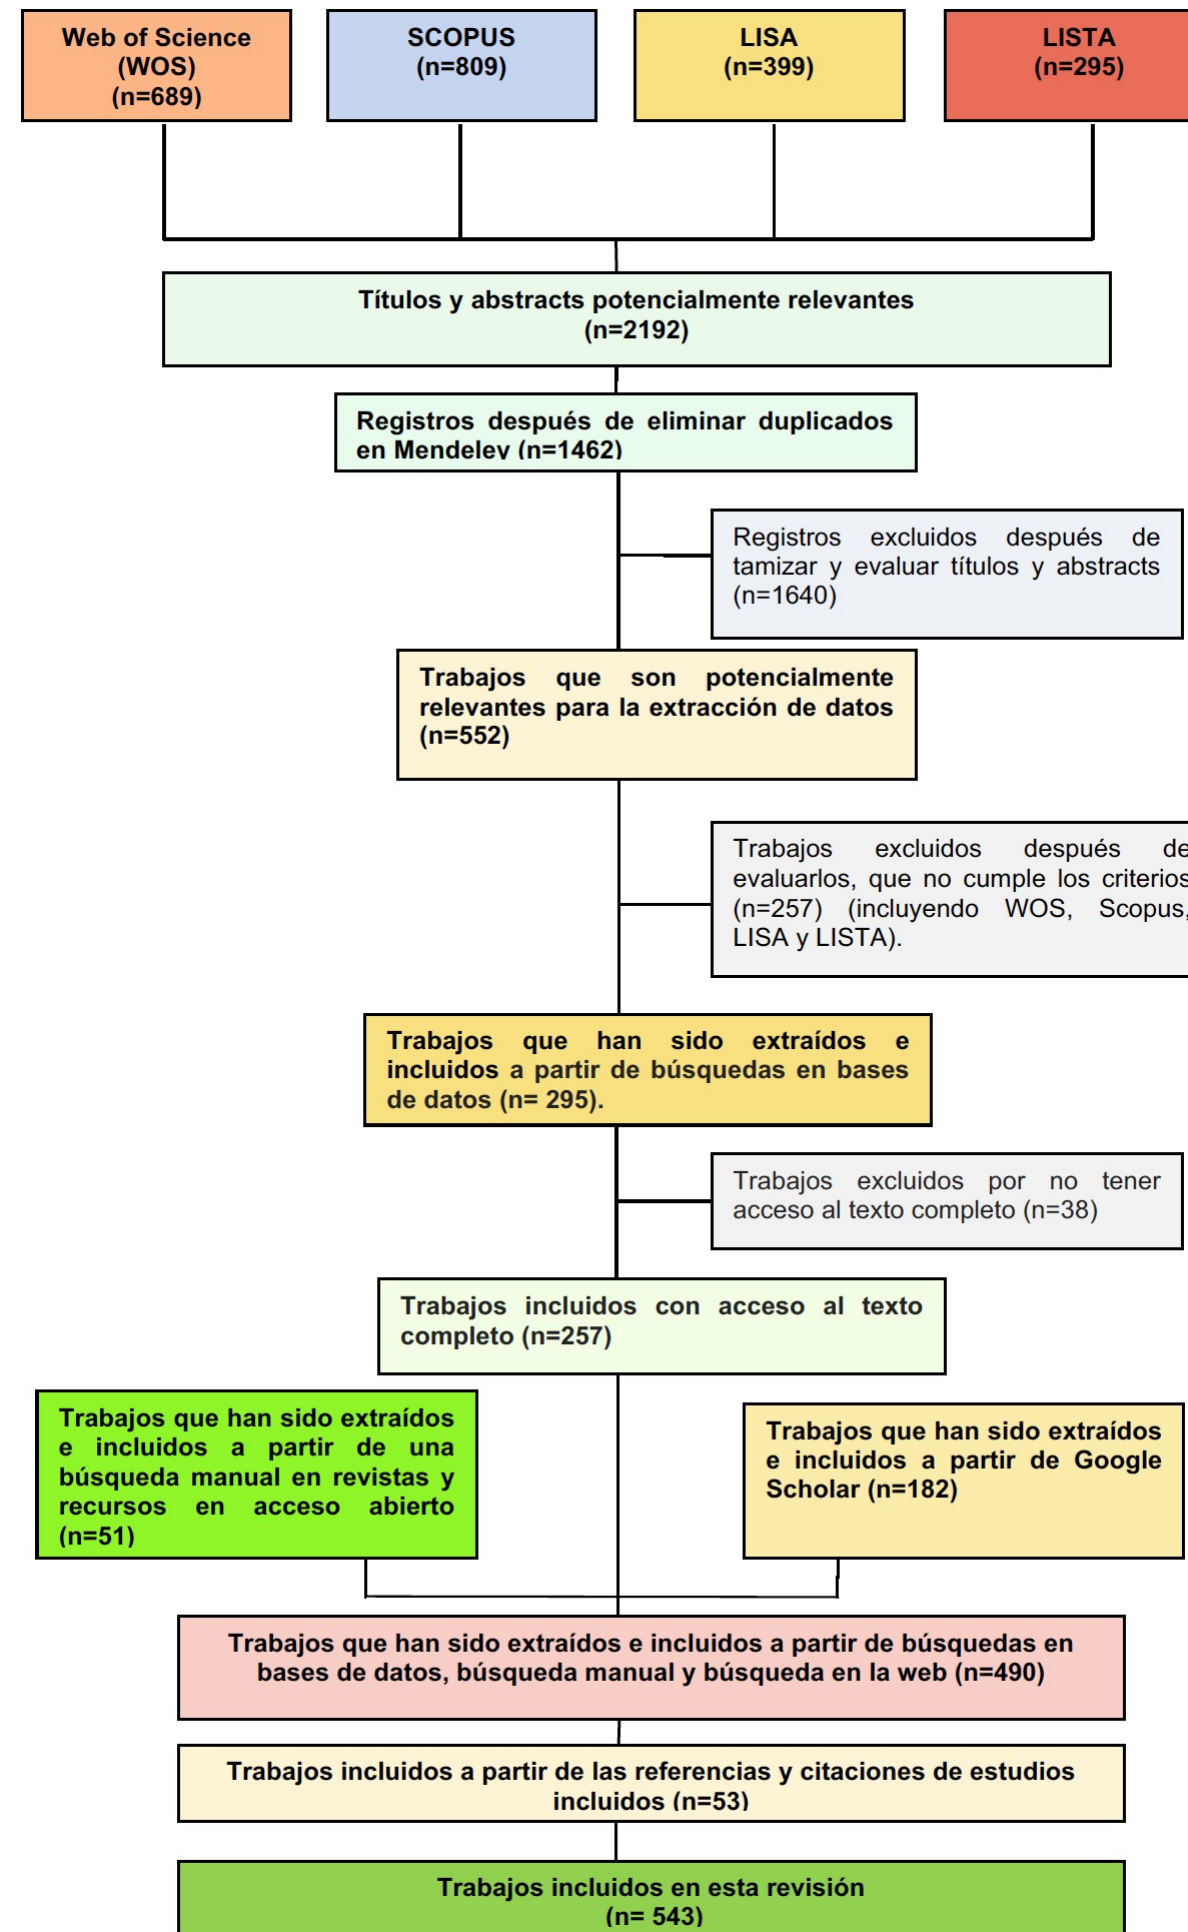 Web of Science
(WOS)
(n=689)
SCOPUS
(n=809)
LISA
(n=399)
LISTA
(n=295)
Títulos y abstracts potencialmente relevantes
(n=2192)
Registros después de eliminar duplicados
en Mendeley (n=1462)
Registros excluidos después de
tamizar y evaluar títulos y abstracts
(n=1640)
Trabajos que son potencialmente
relevantes para la extracción de datos
(n=552)
Trabajos excluidos después de
evaluarlos, que no cumple los criterios
(n=257) (incluyendo WOS, Scopus,
LISA y LISTA).
Trabajos que han sido extraídos e
incluidos a partir de búsquedas en bases
de datos (n= 295).
Trabajos excluidos por no tener
acceso al texto completo (n=38)
Trabajos incluidos con acceso al texto
completo (n=257)
Trabajos que han sido extraídos
e incluidos a partir de una
búsqueda manual en revistas y
recursos en acceso abierto
(n=51)
Trabajos que han sido extraídos
e incluidos a partir de Google
Scholar (n=182)
Trabajos que han sido extraídos e incluidos a partir de búsquedas en
bases de datos, búsqueda manual y búsqueda en la web (n=490)
Trabajos incluidos a partir de las referencias y citaciones de estudios
incluidos (n=53)
Trabajos incluidos en esta revisión
(n= 543)